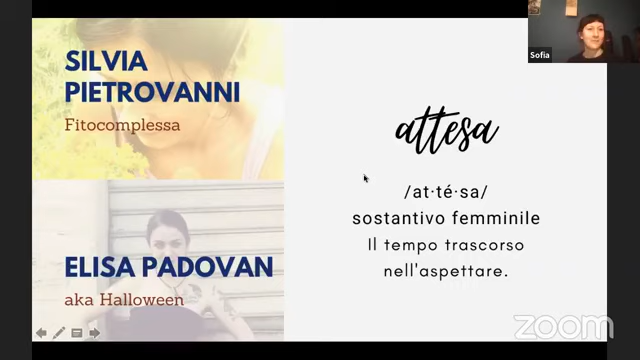 SILVIA
PIETROVANNI
Fitocomplessa
ELISA PADOVAN
aka Halloween
attesa
/at·té·sa/
sostantivo femminile
Il tempo trascorso
nell'aspettare.
Sofia
zoom